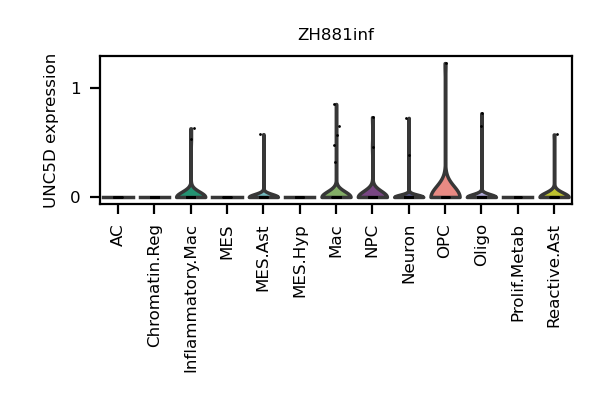 ZH881inf
UNC5D expression
1
0
AC
Chromatin.Reg
Inflammatory.Mac
MES
MES.Ast
MES.Hyp
Mac
NPC
Neuron
OPC
Oligo
Prolif.Metab
Reactive.Ast